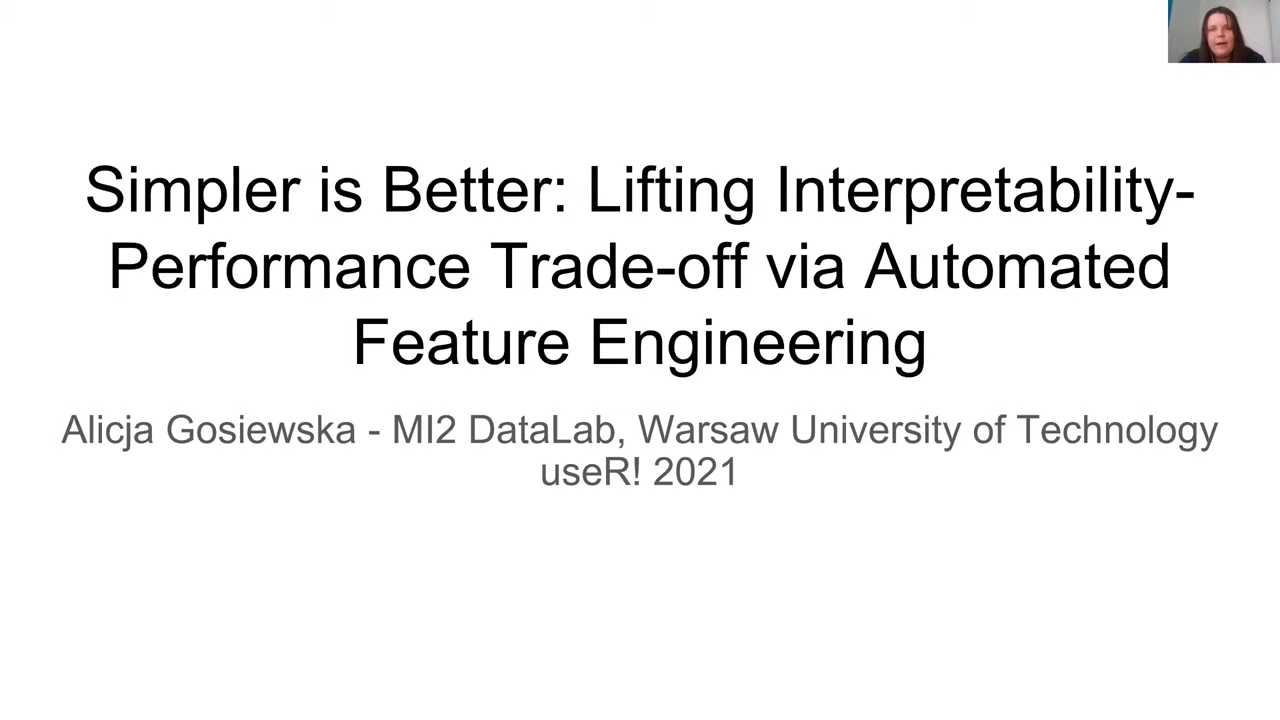 Simpler is Better: Lifting Interpretability-
Performance Trade-off via Automated
Feature Engineering
Alicja Gosiewska - MI2 DataLab, Warsaw University of Technology
useR! 2021